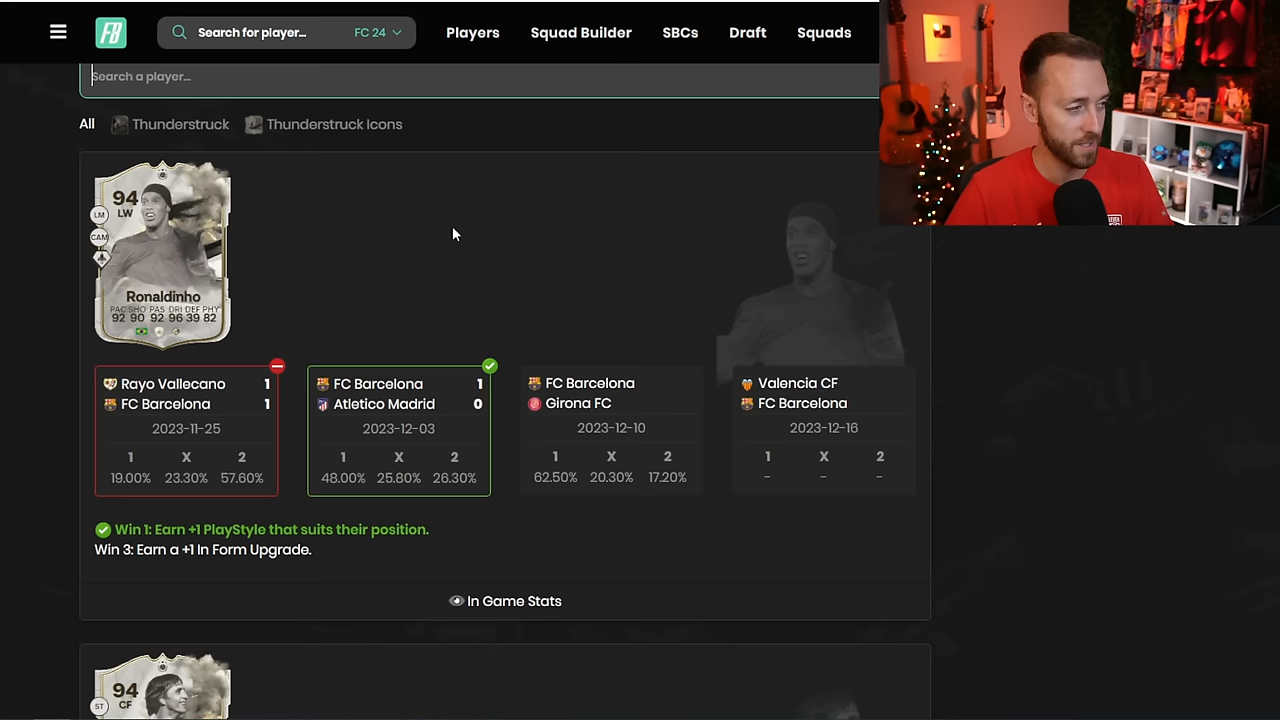 FB
Search for player...
FC 24
Players
Squad Builder
SBCs
Draft
Squads
Search a player...
All
Thunderstruck
Thunderstruck Icons
94
LW
LM
CAM
Ronaldinho
PAC SHO PAS DRI DEF PHY
92 90 92 96 39 82
Rayo Vallecano 1
FC Barcelona 1
2023-11-25
1 X 2
19.00% 23.30% 57.60%
FC Barcelona 1
Atletico Madrid 0
2023-12-03
1 X 2
48.00% 25.80% 26.30%
FC Barcelona
Girona FC
2023-12-10
1 X 2
62.50% 20.30% 17.20%
Valencia CF
FC Barcelona
2023-12-16
1 X 2
- - -
Win 1: Earn +1 PlayStyle that suits their position.
Win 3: Earn a +1 In Form Upgrade.
In Game Stats
94
CF
ST